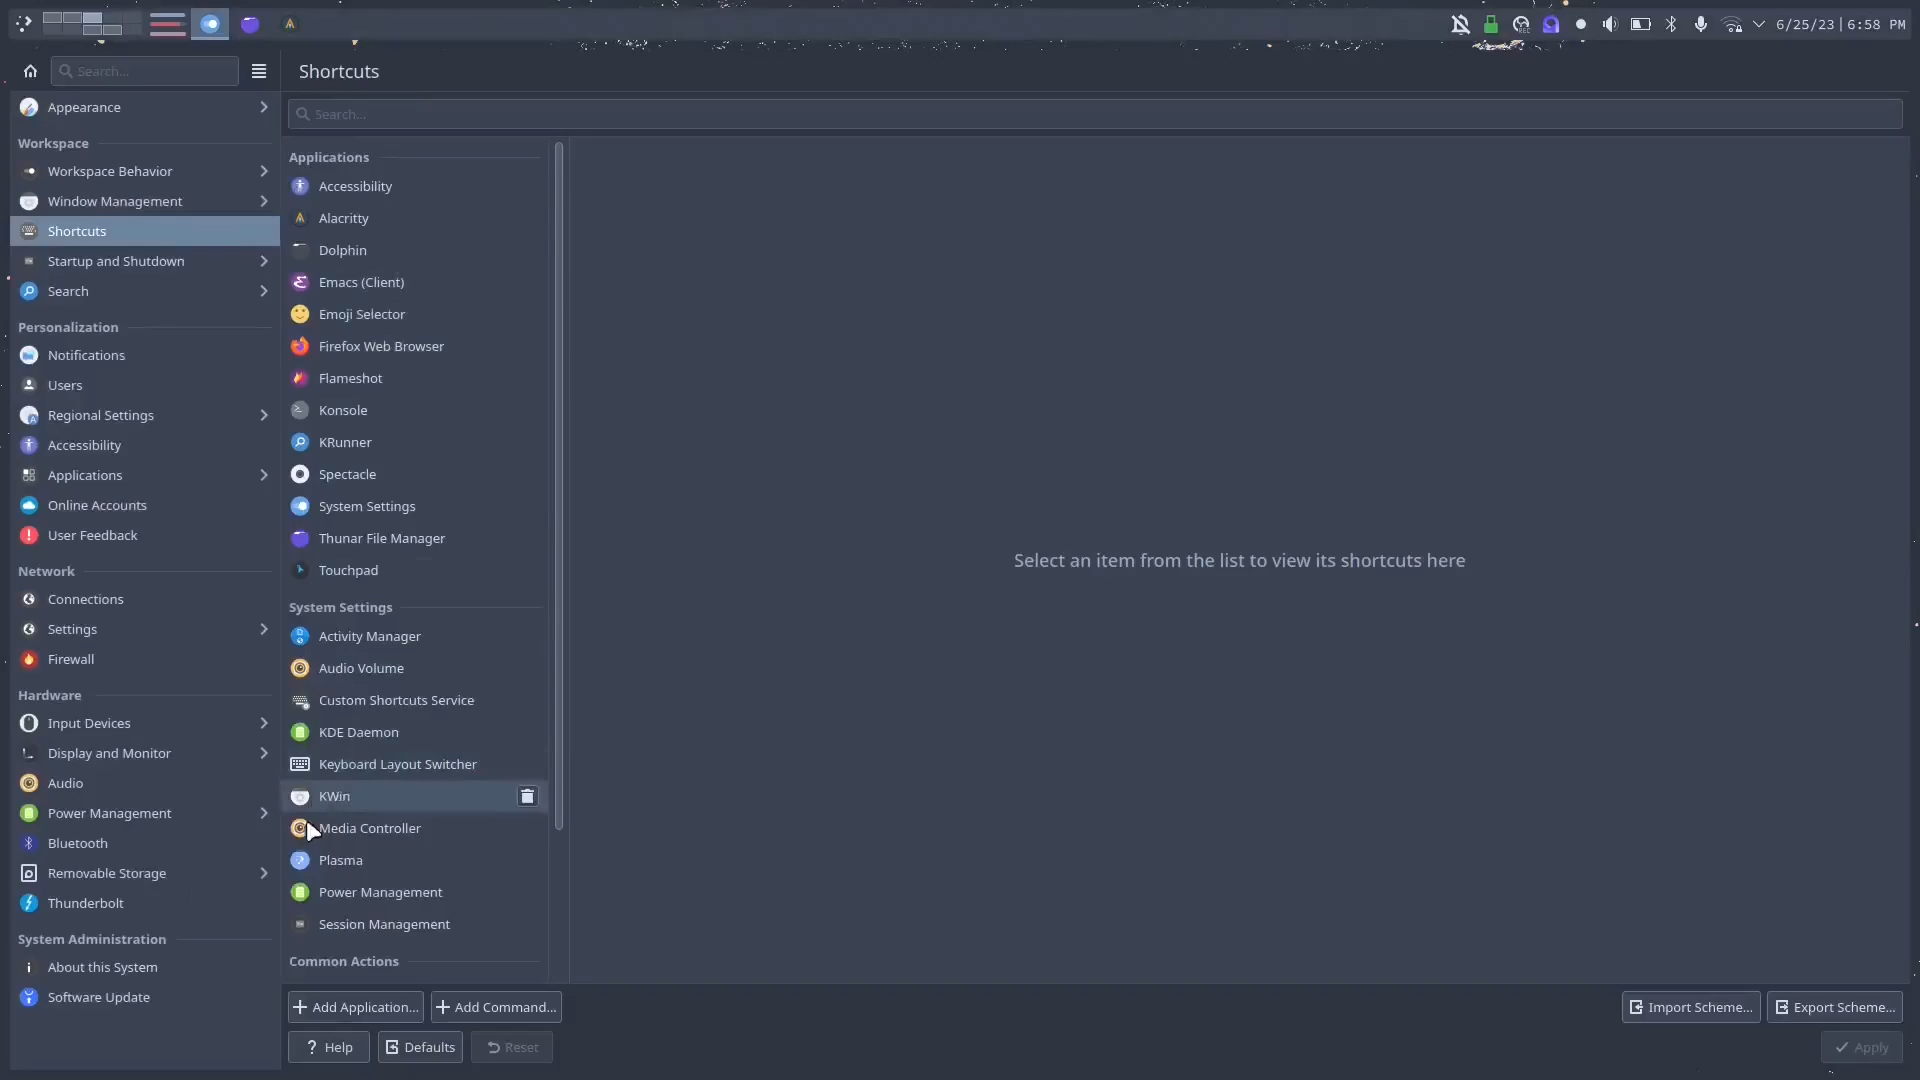 6/25/23 | 6:58 PM
Search...
Shortcuts
Appearance
Workspace
Workspace Behavior
Window Management
Shortcuts
Startup and Shutdown
Search
Personalization
Notifications
Users
Regional Settings
Accessibility
Applications
Online Accounts
User Feedback
Network
Connections
Settings
Firewall
Hardware
Input Devices
Display and Monitor
Audio
Power Management
Bluetooth
Removable Storage
Thunderbolt
System Administration
About this System
Software Update
Search...
Applications
Accessibility
Alacritty
Dolphin
Emacs (Client)
Emoji Selector
Firefox Web Browser
Flameshot
Konsole
KRunner
Spectacle
System Settings
Thunar File Manager
Touchpad
System Settings
Activity Manager
Audio Volume
Custom Shortcuts Service
KDE Daemon
Keyboard Layout Switcher
KWin
Media Controller
Plasma
Power Management
Session Management
Common Actions
Select an item from the list to view its shortcuts here
Add Application... Add Command... Import Scheme... Export Scheme...
? Help Defaults Reset Apply